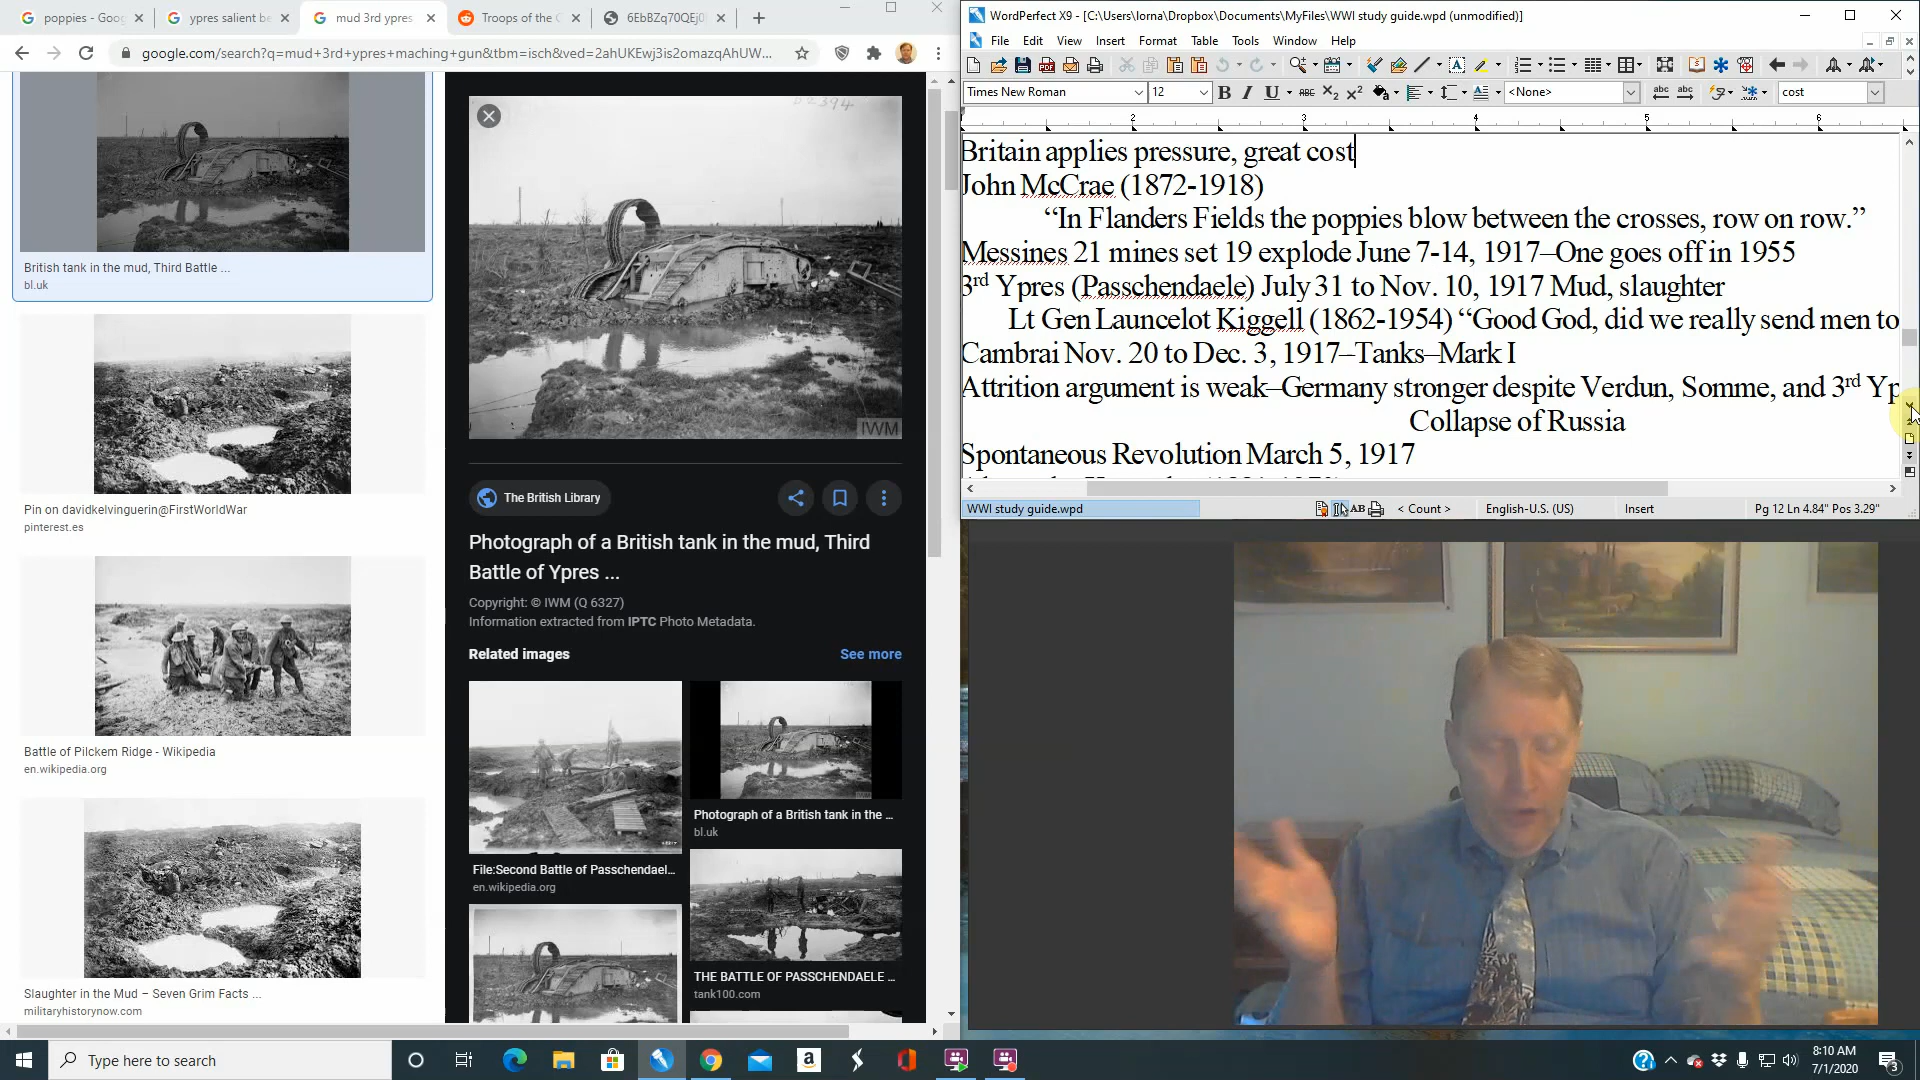 poppies - Goog
ypres salient be
mud 3rd ypres
Troops of the
6EbBZq70QEj0
google.com/search?q=mud+3rd+ypres+maching+gun&tbm=isch&ved=2ahUKEwj3is2omazqAhUW...
British tank in the mud, Third Battle ...
bl.uk
Pin on davidkelvinguerin@FirstWorldWar
pinterest.es
Battle of Pilckem Ridge - Wikipedia
en.wikipedia.org
Slaughter in the Mud – Seven Grim Facts ...
militaryhistorynow.com
IWM
The British Library
Photograph of a British tank in the mud, Third
Battle of Ypres ...
Copyright: © IWM (Q 6327)
Information extracted from IPTC Photo Metadata.
Related images
See more
File:Second Battle of Passchendael...
en.wikipedia.org
Photograph of a British tank in the ...
bl.uk
THE BATTLE OF PASSCHENDAELE ...
tank100.com
WordPerfect X9 - [C:\Users\lorna\Dropbox\Documents\MyFiles\WWI study guide.wpd (unmodified)]
File Edit View Insert Format Table Tools Window Help
Times New Roman 12 <None> cost
2 3 4 5 6
Britain applies pressure, great cost
John McCrae (1872-1918)
“In Flanders Fields the poppies blow between the crosses, row on row.”
Messines 21 mines set 19 explode June 7-14, 1917–One goes off in 1955
3rd Ypres (Passchendaele) July 31 to Nov. 10, 1917 Mud, slaughter
Lt Gen Launcelot Kiggell (1862-1954) “Good God, did we really send men to
Cambrai Nov. 20 to Dec. 3, 1917–Tanks–Mark I
Attrition argument is weak–Germany stronger despite Verdun, Somme, and 3rd Yp
Collapse of Russia
Spontaneous Revolution March 5, 1917
WWI study guide.wpd
< Count >
English-U.S. (US)
Insert
Pg 12 Ln 4.84" Pos 3.29"
Type here to search
8:10 AM
7/1/2020
3